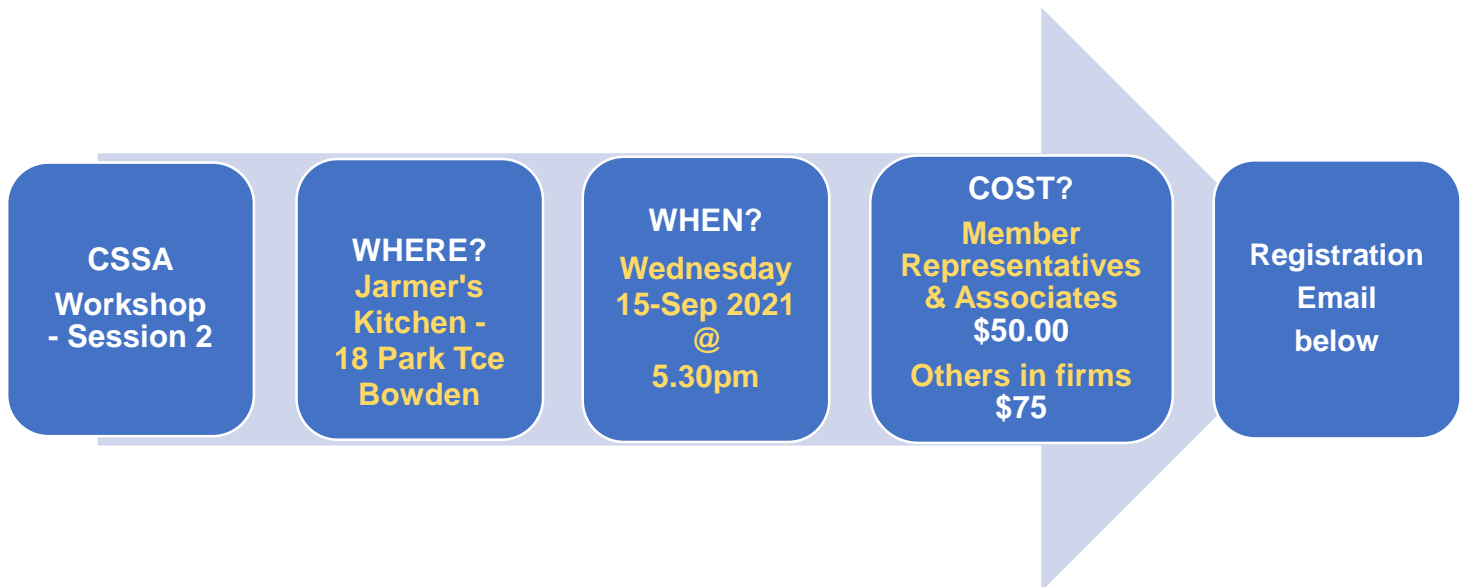 CSSA
Workshop
- Session 2
WHERE?
Jarmer's
Kitchen -
18 Park Tce
Bowden
WHEN?
Wednesday
15-Sep 2021
@
5.30pm
COST?
Member
Representatives
& Associates
$50.00
Others in firms
$75
Registration
Email
below